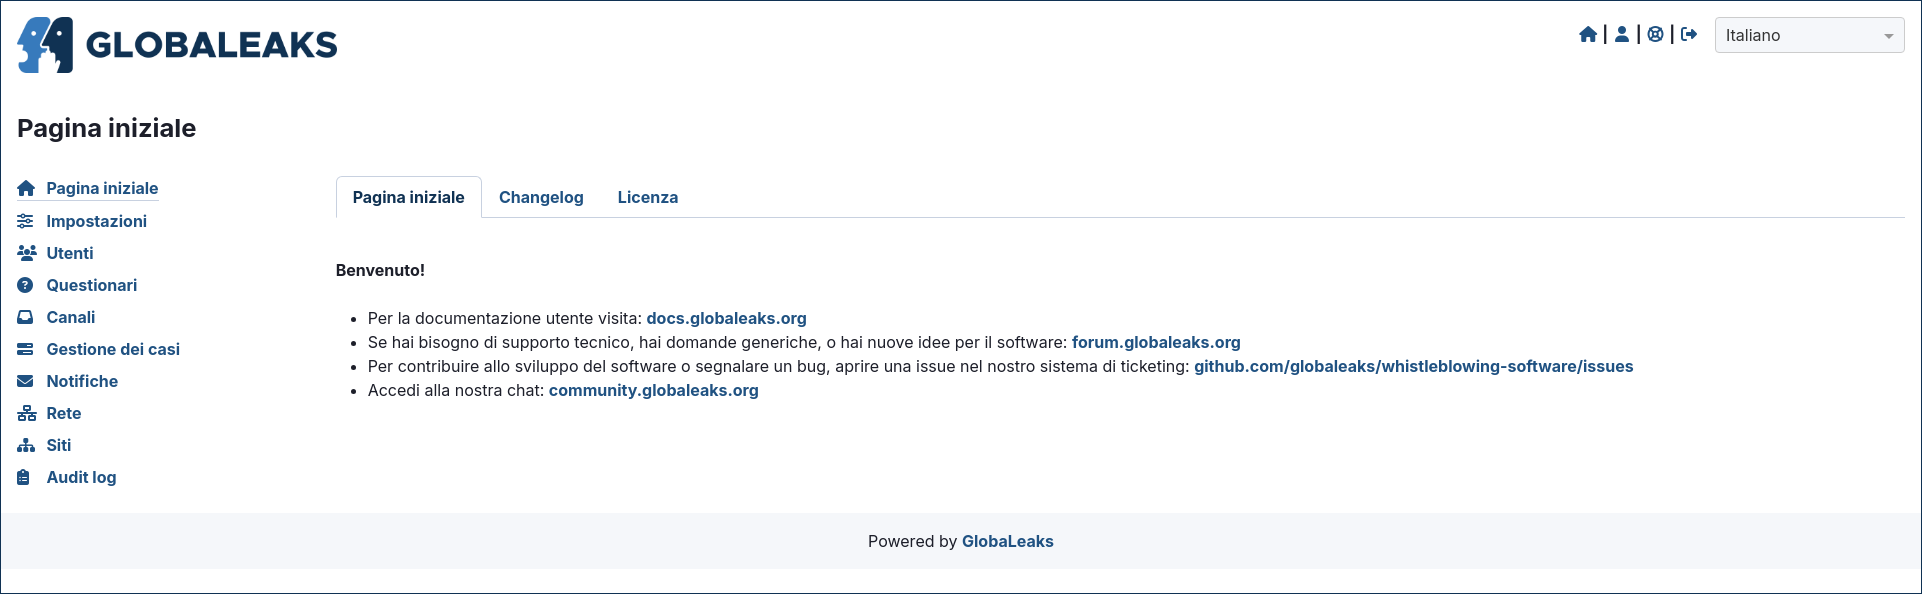 GLOBALEAKS
Italiano
Pagina iniziale
Pagina iniziale
Impostazioni
Utenti
Questionari
Canali
Gestione dei casi
Notifiche
Rete
Siti
Audit log
Pagina iniziale Changelog Licenza
Benvenuto!
Per la documentazione utente visita: docs.globaleaks.org
Se hai bisogno di supporto tecnico, hai domande generiche, o hai nuove idee per il software: forum.globaleaks.org
Per contribuire allo sviluppo del software o segnalare un bug, aprire una issue nel nostro sistema di ticketing: github.com/globaleaks/whistleblowing-software/issues
Accedi alla nostra chat: community.globaleaks.org
Powered by GlobaLeaks